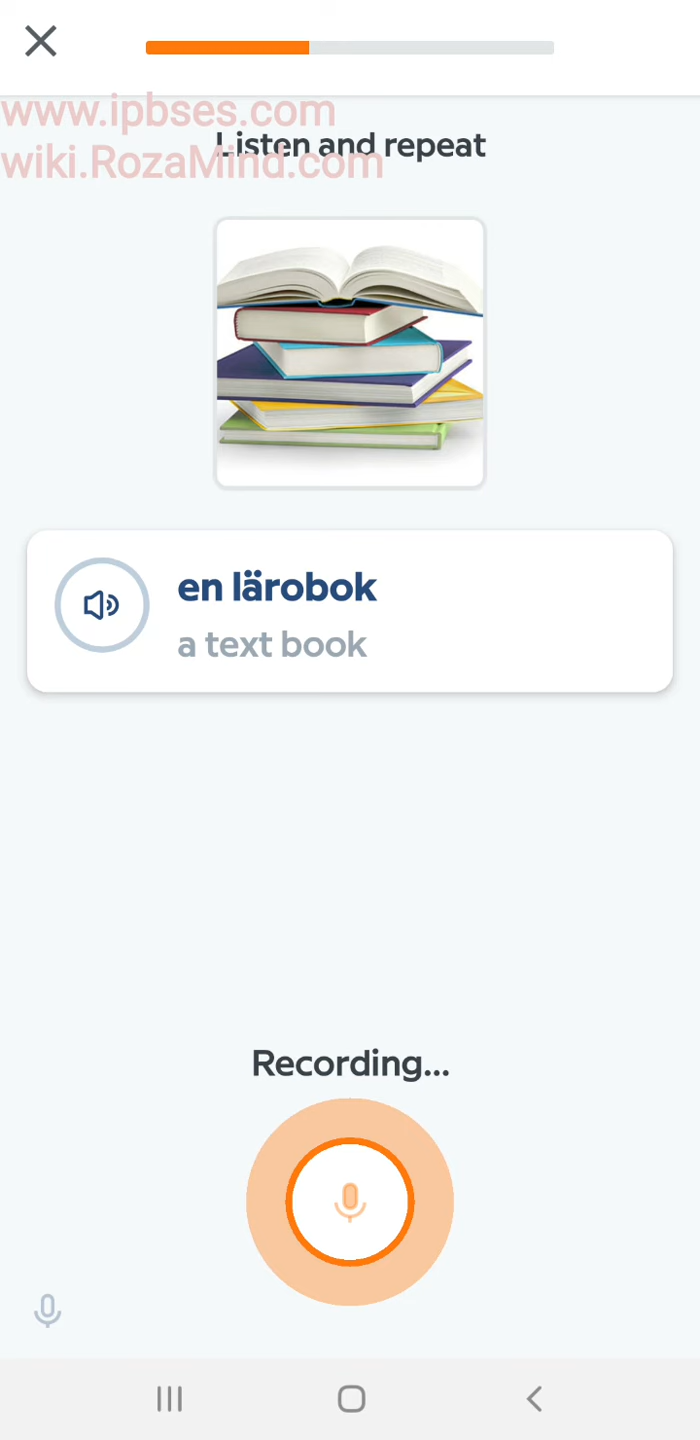 www.ipbses.com
Listen and repeat
wiki.RozaMind.com
en lärobok
a text book
Recording...